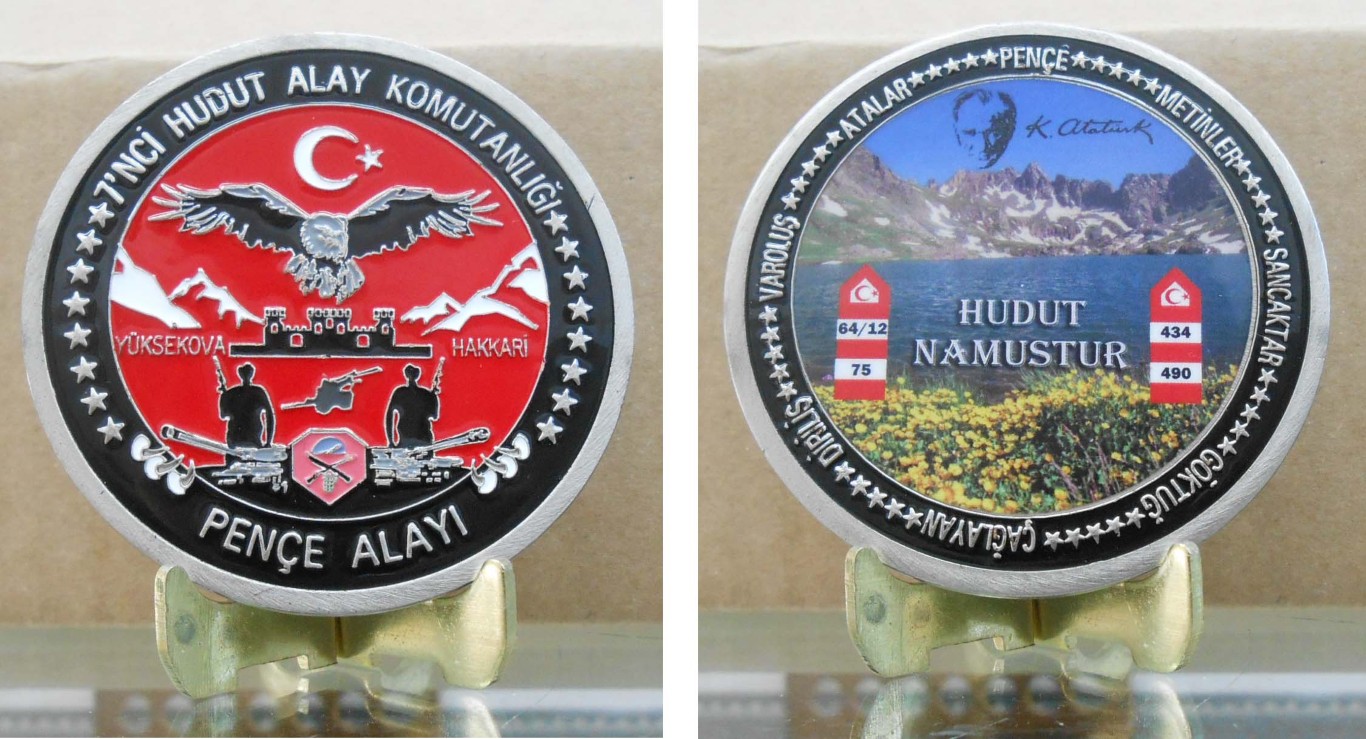 7'NCİ HUDUT ALAY KOMUTANLIĞI
YÜKSEKOVA
HAKKARİ
PENÇE ALAYI
PENÇE
METİNLER
SANCAKTAR
GÖKTUĞ
ÇAĞLAYAN
DİRİLİŞ
VAROLUŞ
ATALAR
K. Atatürk
HUDUT
NAMUSTUR
64/12
75
434
490